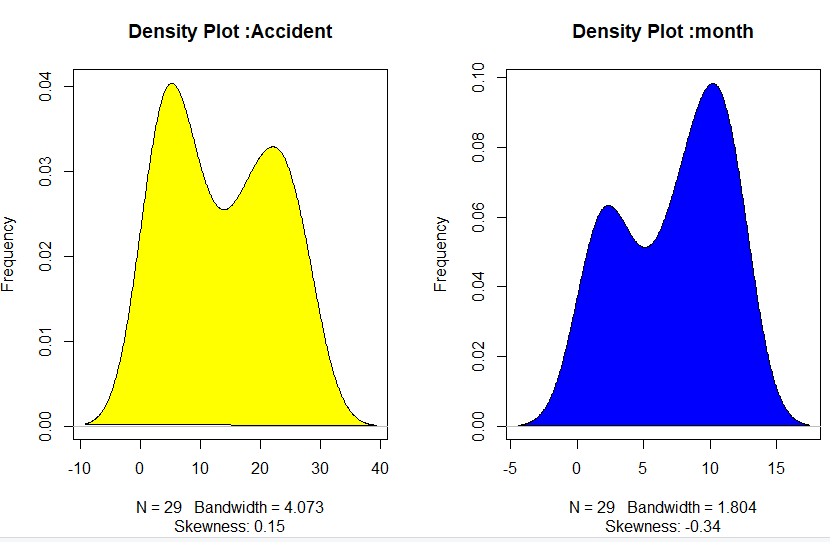 Density Plot :Accident
Frequency
0.00 0.01 0.02 0.03 0.04
-10 0 10 20 30 40
N = 29 Bandwidth = 4.073
Skewness: 0.15
Density Plot :month
Frequency
0.00 0.02 0.04 0.06 0.08 0.10
-5 0 5 10 15
N = 29 Bandwidth = 1.804
Skewness: -0.34